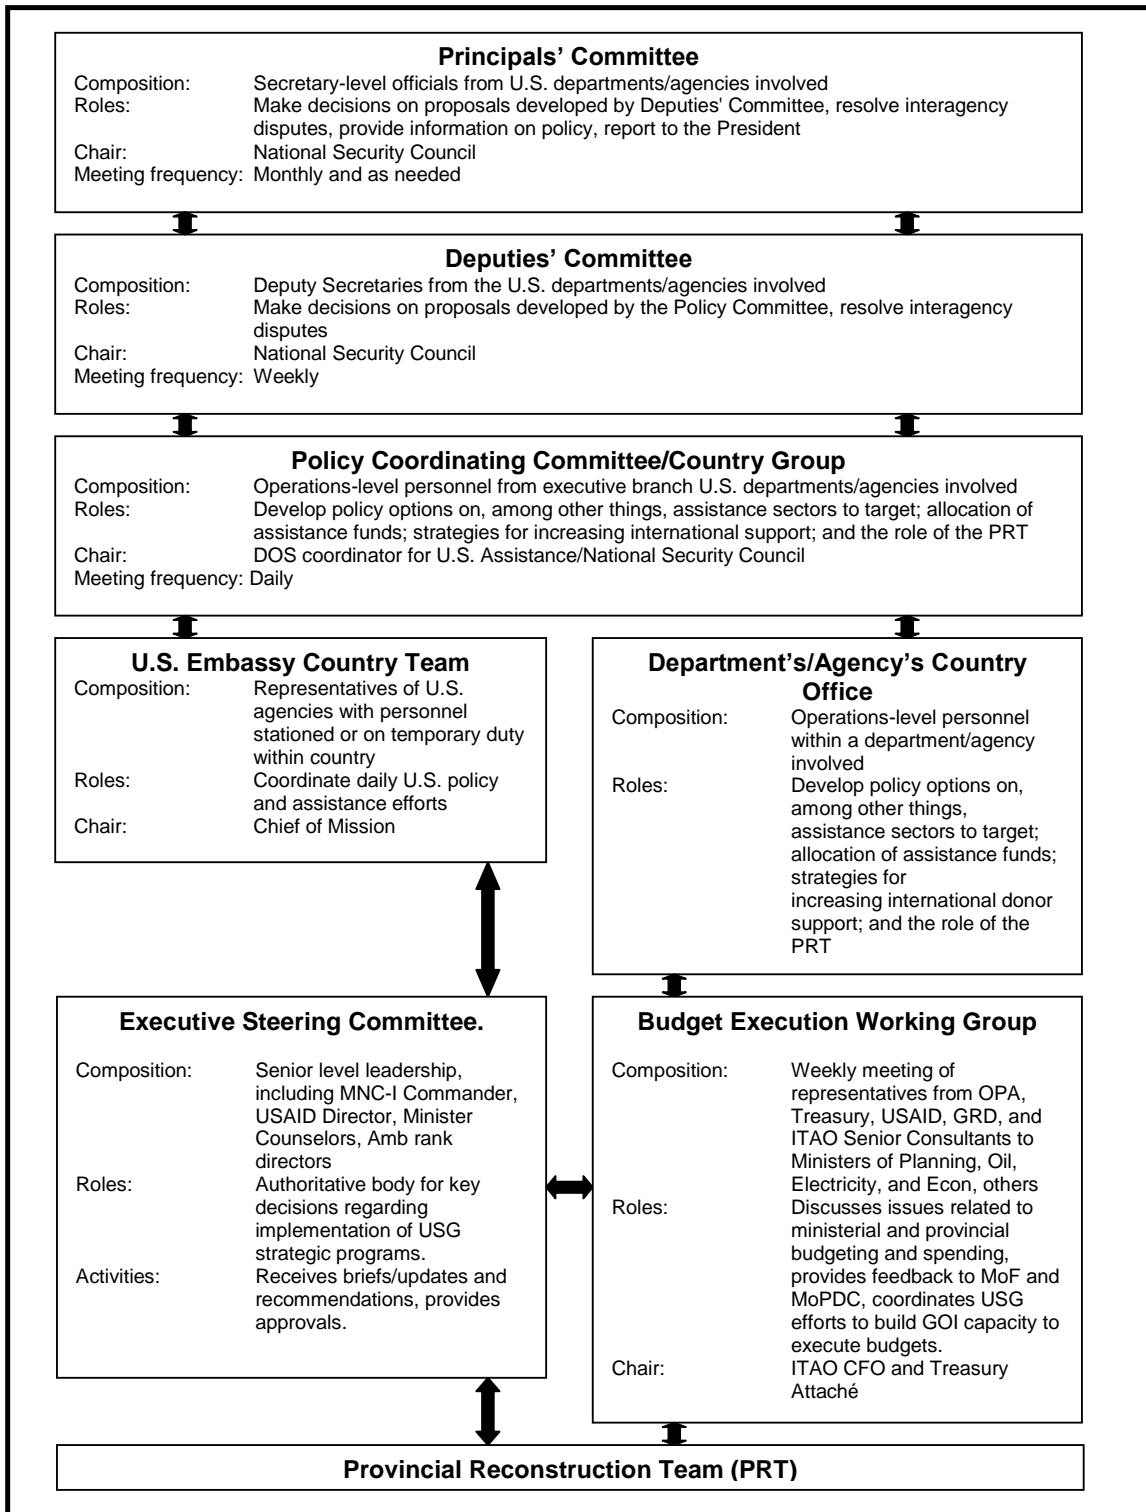 Principals' Committee
Composition: Secretary-level officials from U.S. departments/agencies involved
Roles: Make decisions on proposals developed by Deputies' Committee, resolve interagency
disputes, provide information on policy, report to the President
Chair: National Security Council
Meeting frequency: Monthly and as needed
Deputies' Committee
Composition: Deputy Secretaries from the U.S. departments/agencies involved
Roles: Make decisions on proposals developed by the Policy Committee, resolve interagency
disputes
Chair: National Security Council
Meeting frequency: Weekly
Policy Coordinating Committee/Country Group
Composition: Operations-level personnel from executive branch U.S. departments/agencies involved
Roles: Develop policy options on, among other things, assistance sectors to target; allocation of
assistance funds; strategies for increasing international support; and the role of the PRT
Chair: DOS coordinator for U.S. Assistance/National Security Council
Meeting frequency: Daily
U.S. Embassy Country Team
Composition: Representatives of U.S.
agencies with personnel
stationed or on temporary duty
within country
Roles: Coordinate daily U.S. policy
and assistance efforts
Chair: Chief of Mission
Department's/Agency's Country
Office
Composition: Operations-level personnel
within a department/agency
involved
Roles: Develop policy options on,
among other things,
assistance sectors to target;
allocation of assistance funds;
strategies for
increasing international donor
support; and the role of the
PRT
Executive Steering Committee.
Composition: Senior level leadership,
including MNC-I Commander,
USAID Director, Minister
Counselors, Amb rank
directors
Roles: Authoritative body for key
decisions regarding
implementation of USG
strategic programs.
Activities: Receives briefs/updates and
recommendations, provides
approvals.
Budget Execution Working Group
Composition: Weekly meeting of
representatives from OPA,
Treasury, USAID, GRD, and
ITAO Senior Consultants to
Ministers of Planning, Oil,
Electricity, and Econ, others
Roles: Discusses issues related to
ministerial and provincial
budgeting and spending,
provides feedback to MoF and
MoPDC, coordinates USG
efforts to build GOI capacity to
execute budgets.
Chair: ITAO CFO and Treasury
Attaché
Provincial Reconstruction Team (PRT)